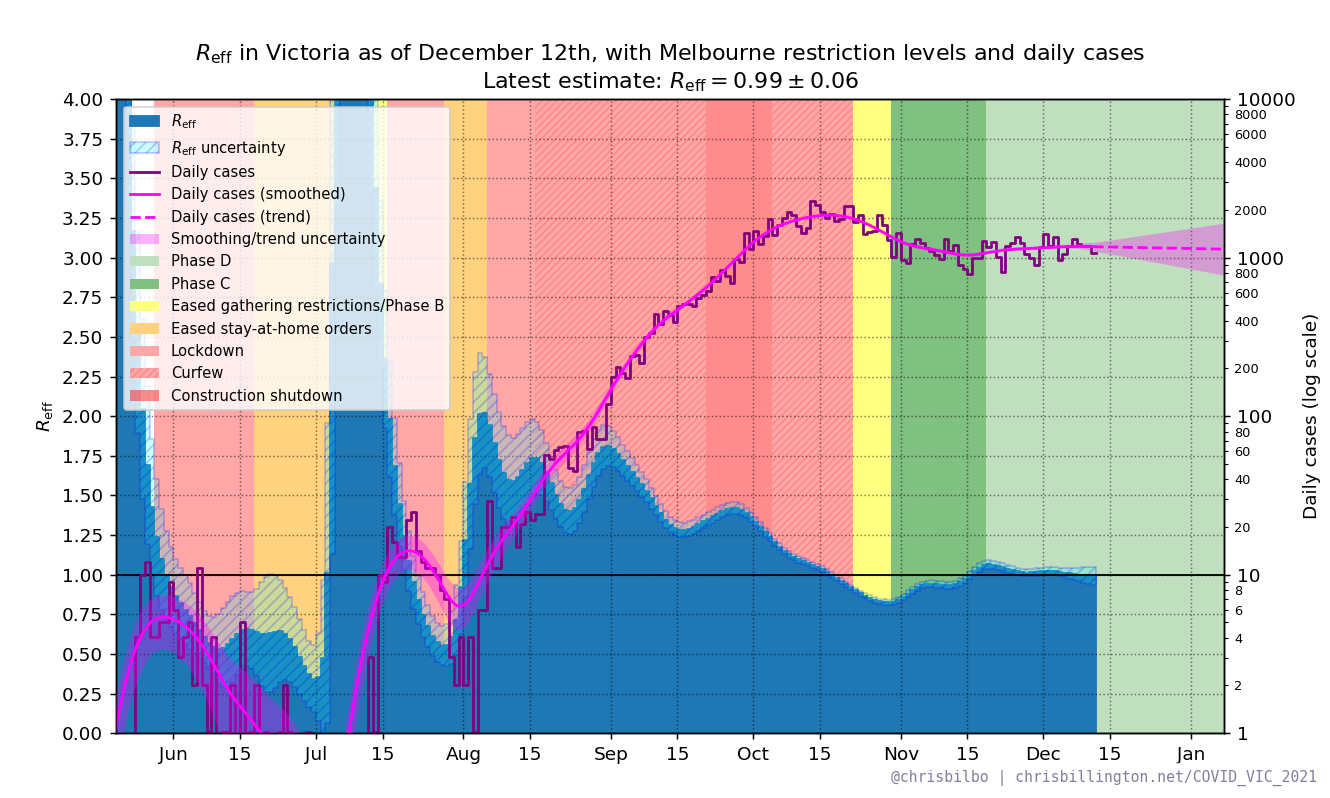 Reff in Victoria as of December 12th, with Melbourne restriction levels and daily cases
Latest estimate: Reff = 0.99 ± 0.06
Reff
Reff uncertainty
Daily cases
Daily cases (smoothed)
Daily cases (trend)
Smoothing/trend uncertainty
Phase D
Phase C
Eased gathering restrictions/Phase B
Eased stay-at-home orders
Lockdown
Curfew
Construction shutdown
Reff
4.00
3.75
3.50
3.25
3.00
2.75
2.50
2.25
2.00
1.75
1.50
1.25
1.00
0.75
0.50
0.25
0.00
10000
8000
6000
4000
2000
1000
800
600
400
200
100
80
60
40
20
10
8
6
4
2
1
Daily cases (log scale)
Jun 15 Jul 15 Aug 15 Sep 15 Oct 15 Nov 15 Dec 15 Jan
@chrisbilbo | chrisbillington.net/COVID_VIC_2021